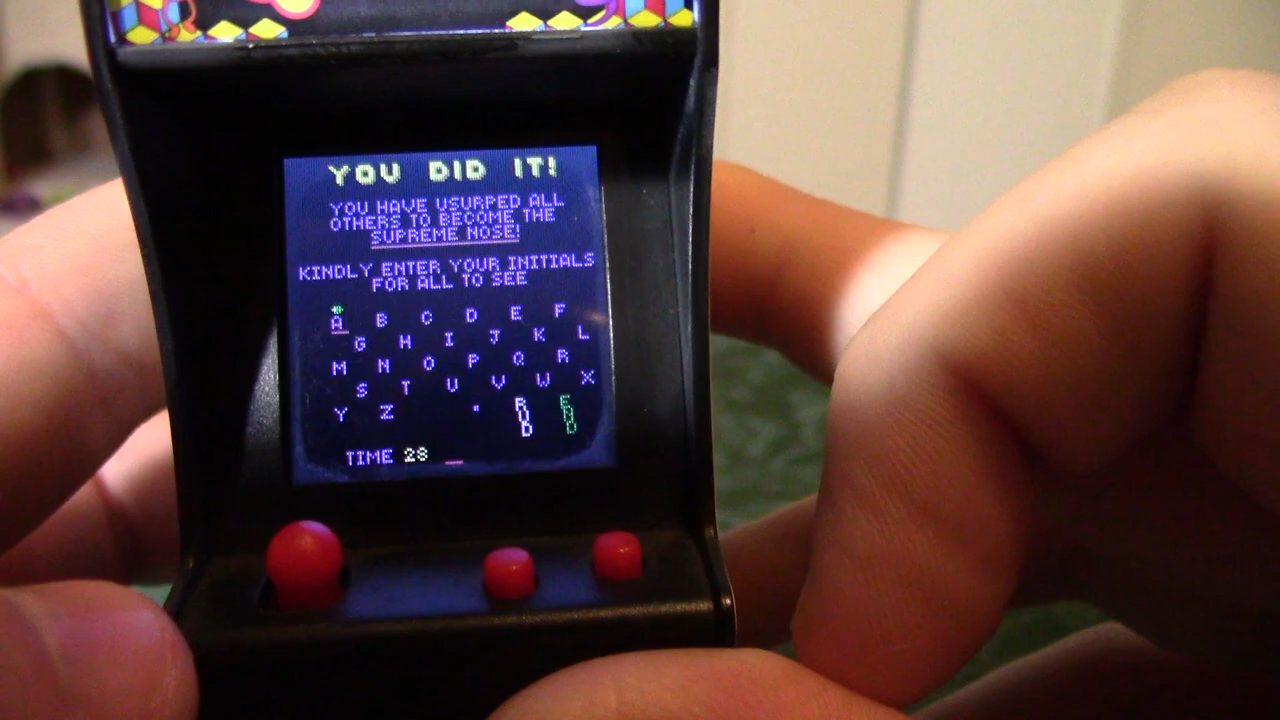 YOU DID IT!
YOU HAVE USURPED ALL
OTHERS TO BECOME THE
SUPREME NOSE!
KINDLY ENTER YOUR INITIALS
FOR ALL TO SEE
A B C D E F
G H I J K L
M N O P Q R
S T U V W X
Y Z RUB END
TIME 28 _